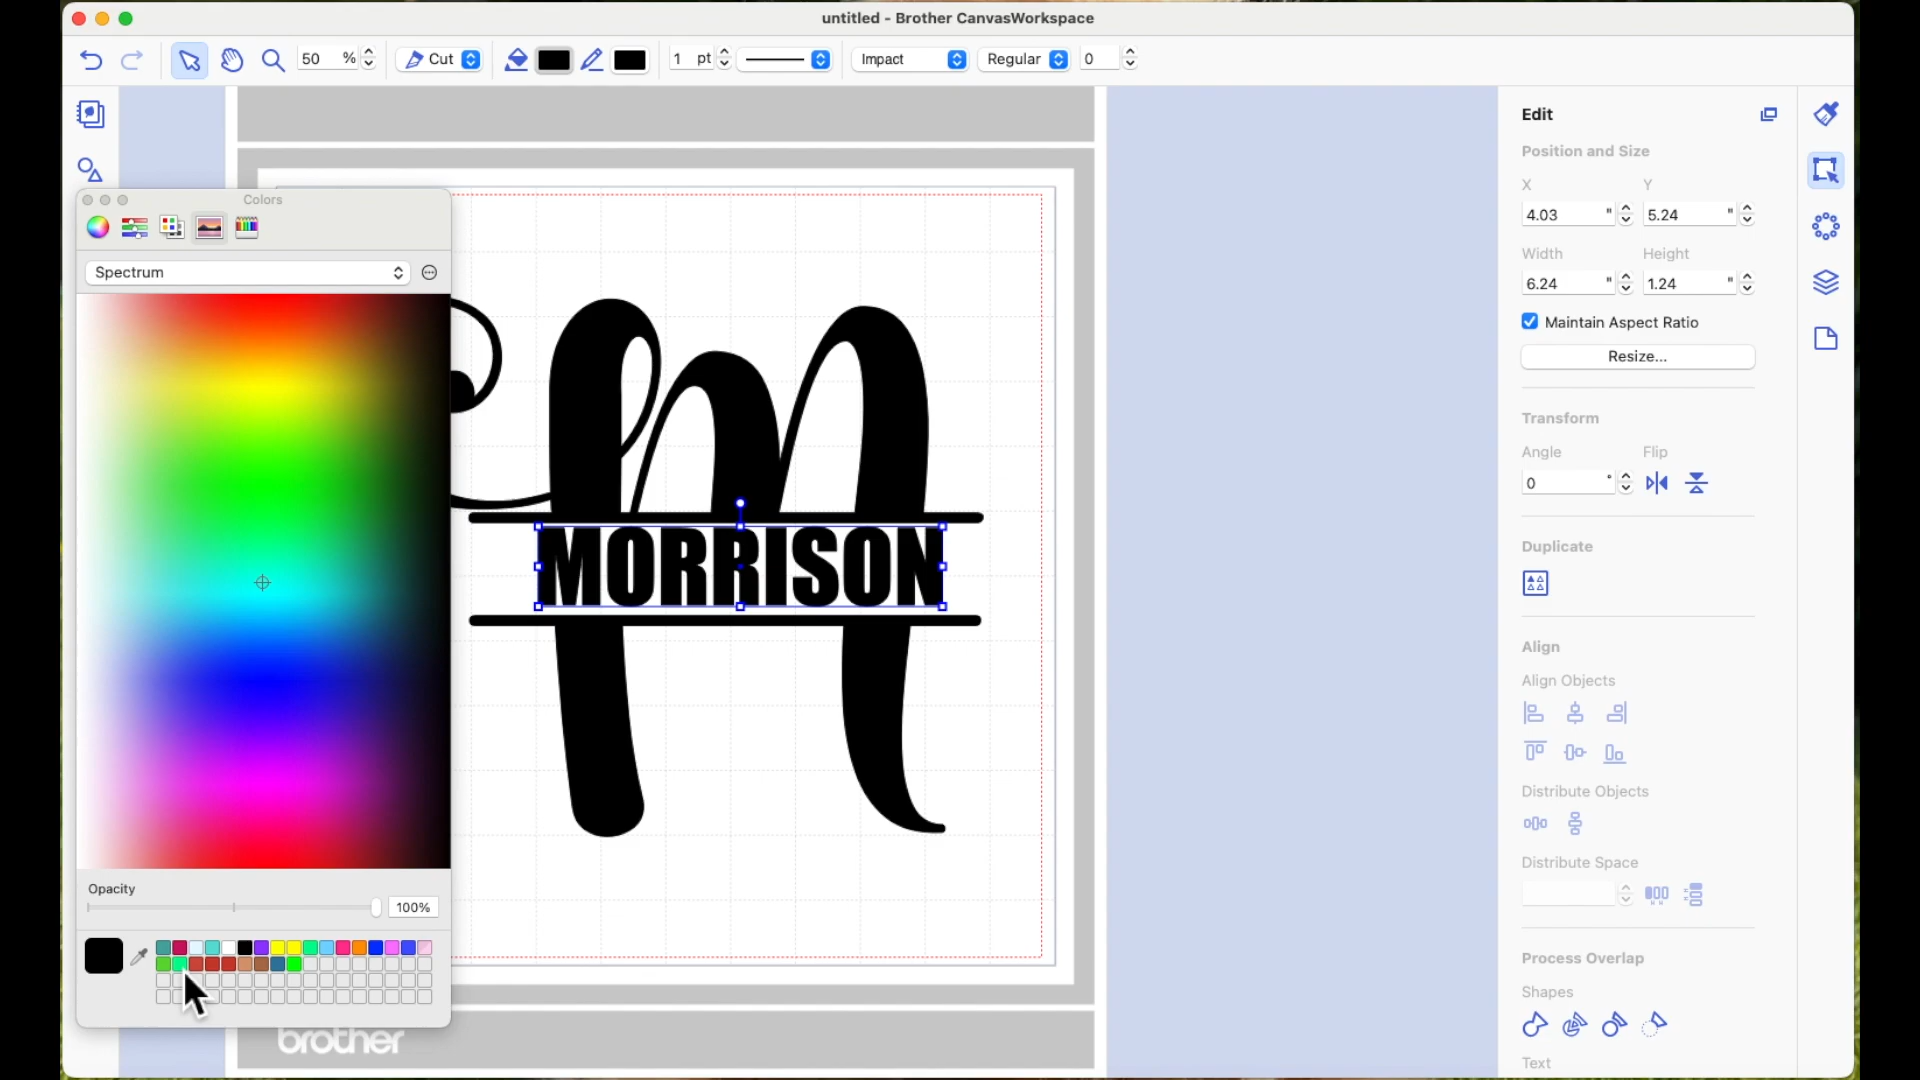 untitled - Brother CanvasWorkspace
50 % Cut 1 pt Impact Regular 0
Edit
Position and Size
X Y
4.03 " 5.24 "
Width Height
6.24 " 1.24 "
Maintain Aspect Ratio
Resize...
Transform
Angle Flip
0 °
Duplicate
Align
Align Objects
Distribute Objects
Distribute Space
Process Overlap
Shapes
Text
Colors
Spectrum
Opacity
100%
m
MORRISON
brother